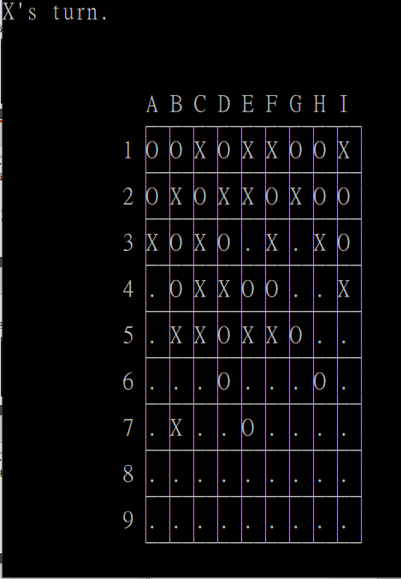 X's turn.
A B C D E F G H I
1 O O X O X X O O X
2 O X O X X O X O O
3 X O X O . X . X O
4 . O X X O O . . X
5 . X X O X X O . .
6 . . . O . . . O .
7 . X . . O . . . .
8 . . . . . . . . .
9 . . . . . . . . .